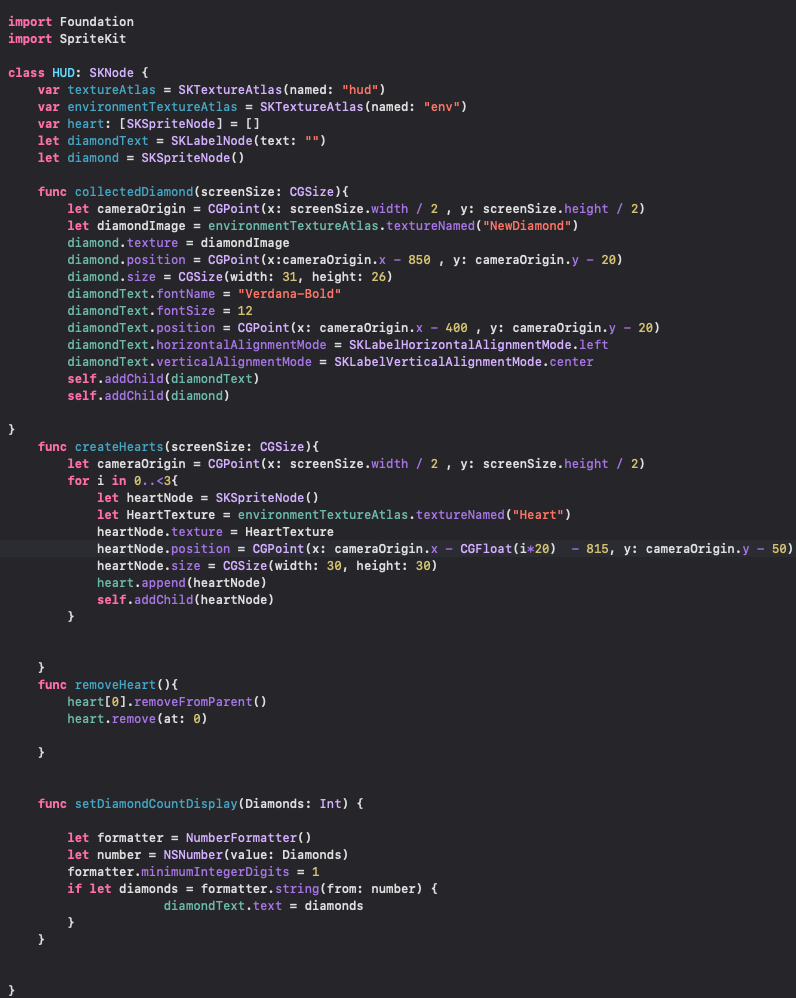 import Foundation
import SpriteKit
class HUD: SKNode {
    var textureAtlas = SKTextureAtlas(named: "hud")
    var environmentTextureAtlas = SKTextureAtlas(named: "env")
    var heart: [SKSpriteNode] = []
    let diamondText = SKLabelNode(text: "")
    let diamond = SKSpriteNode()
    func collectedDiamond(screenSize: CGSize){
        let cameraOrigin = CGPoint(x: screenSize.width / 2 , y: screenSize.height / 2)
        let diamondImage = environmentTextureAtlas.textureNamed("NewDiamond")
        diamond.texture = diamondImage
        diamond.position = CGPoint(x:cameraOrigin.x - 850 , y: cameraOrigin.y - 20)
        diamond.size = CGSize(width: 31, height: 26)
        diamondText.fontName = "Verdana-Bold"
        diamondText.fontSize = 12
        diamondText.position = CGPoint(x: cameraOrigin.x - 400 , y: cameraOrigin.y - 20)
        diamondText.horizontalAlignmentMode = SKLabelHorizontalAlignmentMode.left
        diamondText.verticalAlignmentMode = SKLabelVerticalAlignmentMode.center
        self.addChild(diamondText)
        self.addChild(diamond)
}
    func createHearts(screenSize: CGSize){
        let cameraOrigin = CGPoint(x: screenSize.width / 2 , y: screenSize.height / 2)
        for i in 0..<3{
            let heartNode = SKSpriteNode()
            let HeartTexture = environmentTextureAtlas.textureNamed("Heart")
            heartNode.texture = HeartTexture
            heartNode.position = CGPoint(x: cameraOrigin.x - CGFloat(i*20)  - 815, y: cameraOrigin.y - 50)
            heartNode.size = CGSize(width: 30, height: 30)
            heart.append(heartNode)
            self.addChild(heartNode)
        }
    }
    func removeHeart(){
        heart[0].removeFromParent()
        heart.remove(at: 0)
    }
    func setDiamondCountDisplay(Diamonds: Int) {
        let formatter = NumberFormatter()
        let number = NSNumber(value: Diamonds)
        formatter.minimumIntegerDigits = 1
        if let diamonds = formatter.string(from: number) {
                     diamondText.text = diamonds
        }
    }
}